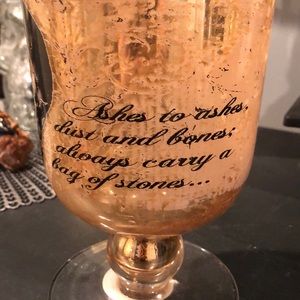 Ashes to ashes,
dust and bones;
always carry a
bag of stones...